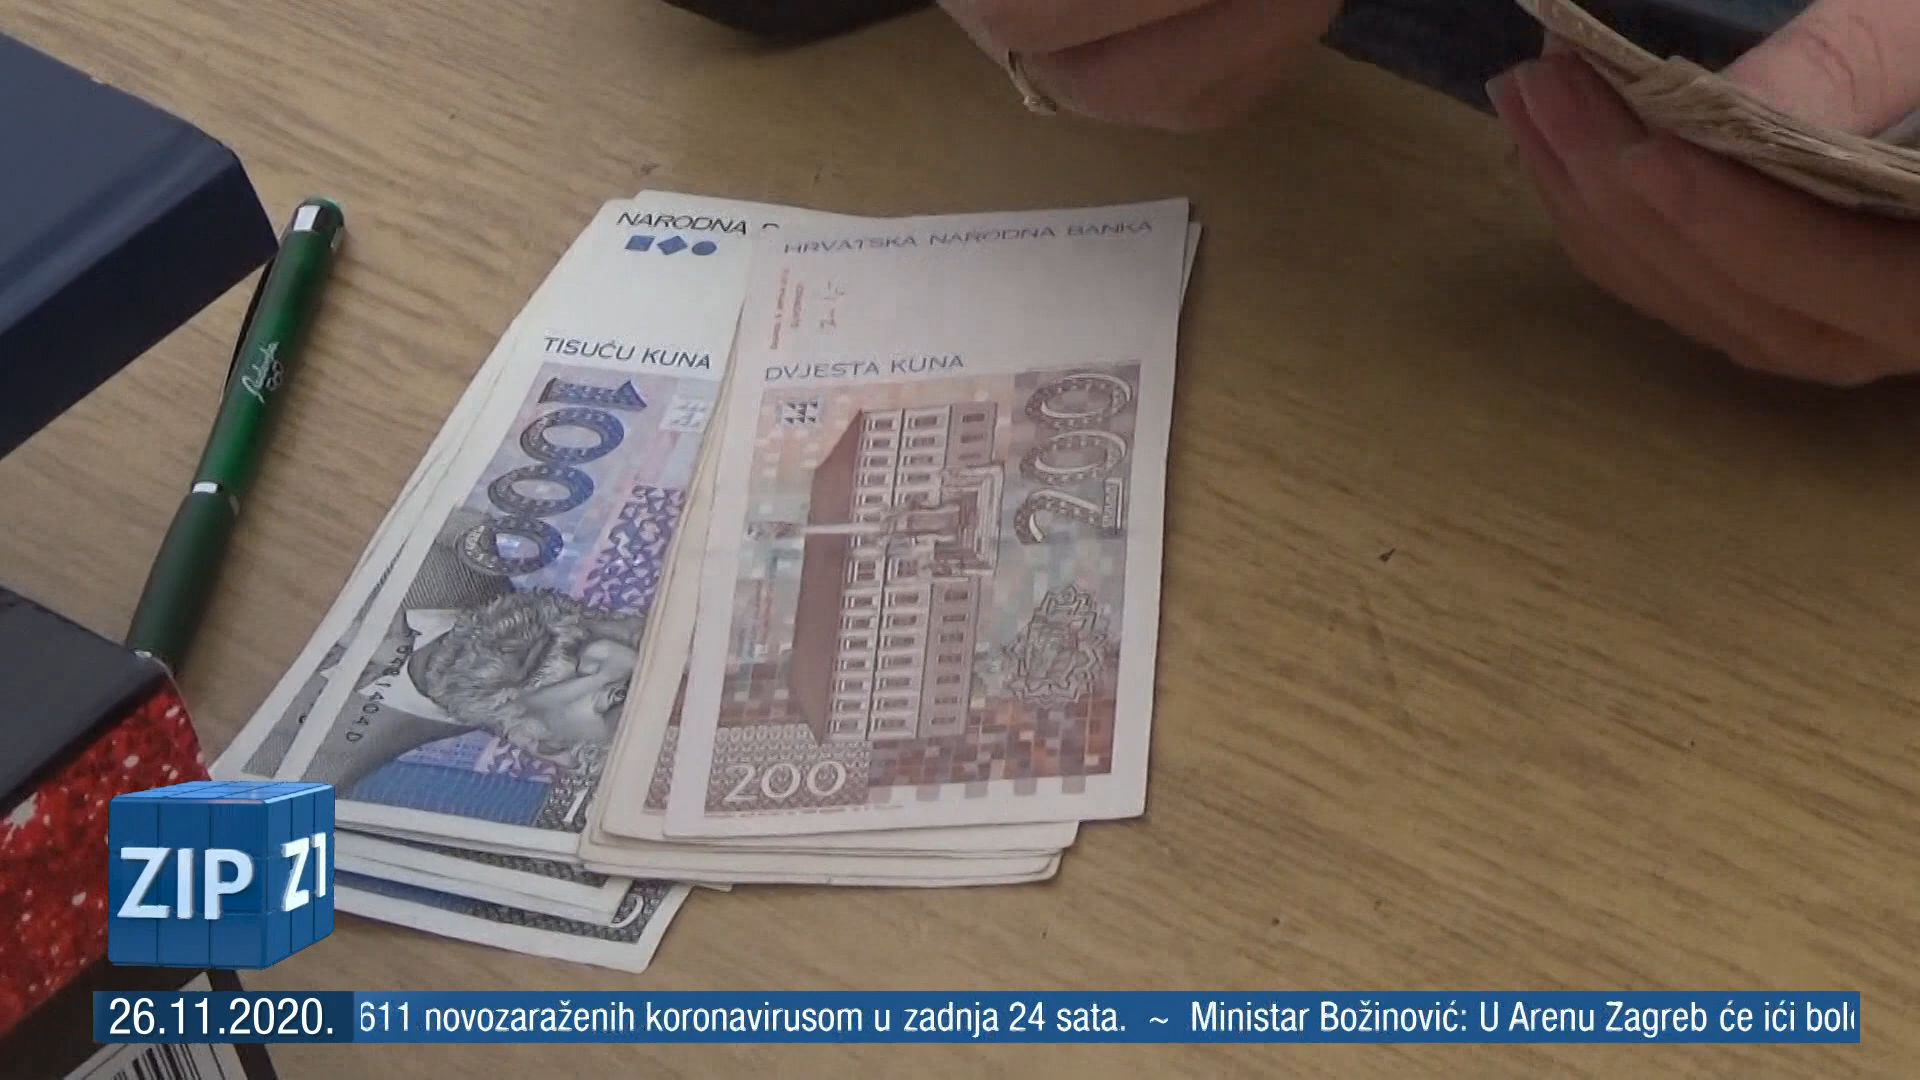 NARODNA
HRVATSKA NARODNA BANKA
TISUĆU KUNA
DVJESTA KUNA
1000
200
200
ZIP
Z1
26.11.2020.
611 novozaraženih koronavirusom u zadnja 24 sata. ~ Ministar Božinović: U Arenu Zagreb će ići bol